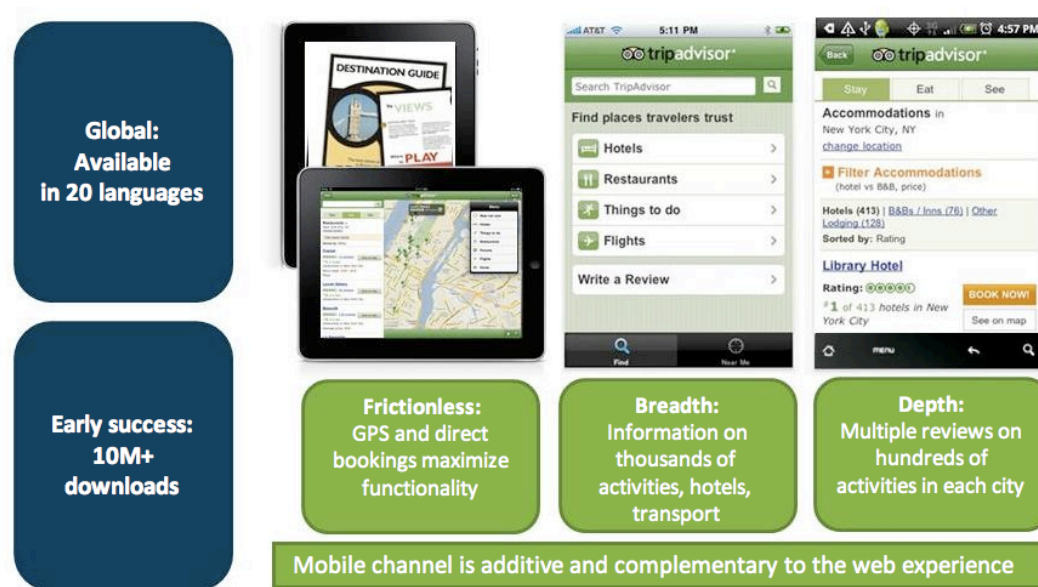 Global:
Available
in 20 languages
Early success:
10M+
downloads
DESTINATION GUIDE
VIEWS
PLAY
AT&T 5:11 PM
tripadvisor
Search TripAdvisor
Find places travelers trust
Hotels
Restaurants
Things to do
Flights
Write a Review
Find Near Me
3G 4:57 PM
Back tripadvisor
Stay Eat See
Accommodations in
New York City, NY
change location
Filter Accommodations
(hotel vs B&B, price)
Hotels (413) | B&Bs / Inns (76) | Other
Lodging (128)
Sorted by: Rating
Library Hotel
Rating:
BOOK NOW!
#1 of 413 hotels in New
York City
See on map
MENU
Frictionless:
GPS and direct
bookings maximize
functionality
Breadth:
Information on
thousands of
activities, hotels,
transport
Depth:
Multiple reviews on
hundreds of
activities in each city
Mobile channel is additive and complementary to the web experience